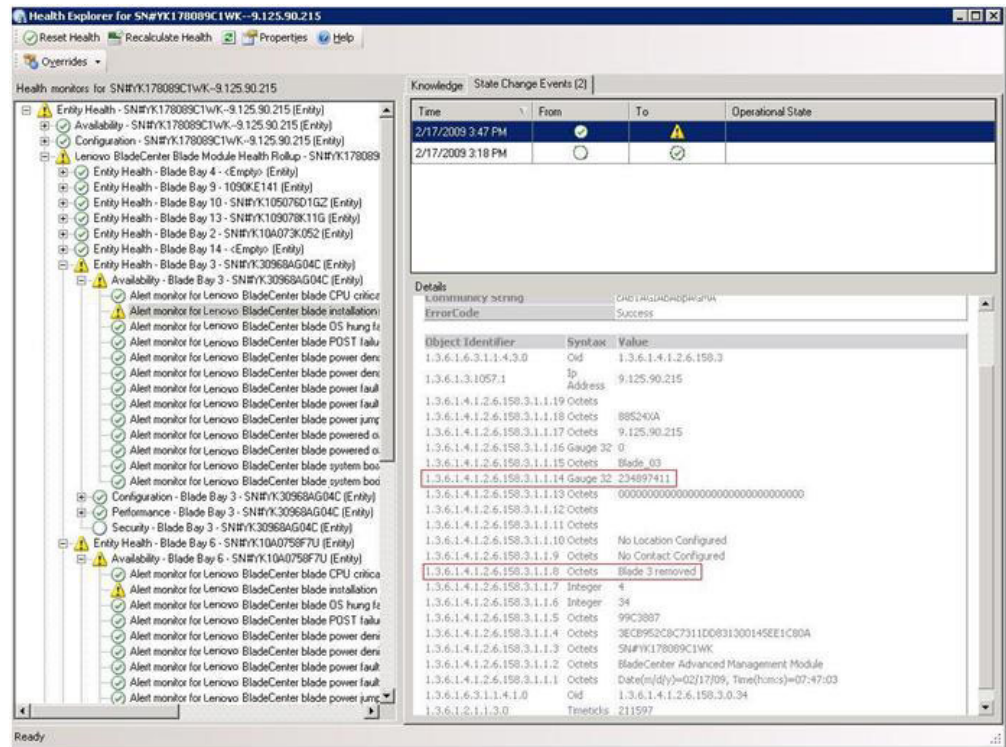 Health Explorer for SN#YK178089C1WK--9.125.90.215
Reset Health Recalculate Health Properties Help
Overrides
Health monitors for SN#YK178089C1WK--9.125.90.215
Entity Health - SN#YK178089C1WK--9.125.90.215 (Entity)
Availability - SN#YK178089C1WK--9.125.90.215 (Entity)
Configuration - SN#YK178089C1WK--9.125.90.215 (Entity)
Lenovo BladeCenter Blade Module Health Rollup - SN#YK178089
Entity Health - Blade Bay 4 - <Empty> (Entity)
Entity Health - Blade Bay 9 - 1090KE141 (Entity)
Entity Health - Blade Bay 10 - SN#YK105076D1GZ (Entity)
Entity Health - Blade Bay 13 - SN#YK109078K11G (Entity)
Entity Health - Blade Bay 2 - SN#YK10A073K052 (Entity)
Entity Health - Blade Bay 14 - <Empty> (Entity)
Entity Health - Blade Bay 3 - SN#YK30968AG04C (Entity)
Availability - Blade Bay 3 - SN#YK30968AG04C (Entity)
Alert monitor for Lenovo BladeCenter blade CPU critica
Alert monitor for Lenovo BladeCenter blade installation
Alert monitor for Lenovo BladeCenter blade OS hung fa
Alert monitor for Lenovo BladeCenter blade POST failu
Alert monitor for Lenovo BladeCenter blade power deni
Alert monitor for Lenovo BladeCenter blade power deni
Alert monitor for Lenovo BladeCenter blade power faul
Alert monitor for Lenovo BladeCenter blade power faul
Alert monitor for Lenovo BladeCenter blade power jump
Alert monitor for Lenovo BladeCenter blade powered o
Alert monitor for Lenovo BladeCenter blade powered o
Alert monitor for Lenovo BladeCenter blade system boa
Alert monitor for Lenovo BladeCenter blade system boo
Configuration - Blade Bay 3 - SN#YK30968AG04C (Entity)
Performance - Blade Bay 3 - SN#YK30968AG04C (Entity)
Security - Blade Bay 3 - SN#YK30968AG04C (Entity)
Entity Health - Blade Bay 6 - SN#YK10A0758F7U (Entity)
Availability - Blade Bay 6 - SN#YK10A0758F7U (Entity)
Alert monitor for Lenovo BladeCenter blade CPU critica
Alert monitor for Lenovo BladeCenter blade installation
Alert monitor for Lenovo BladeCenter blade OS hung fa
Alert monitor for Lenovo BladeCenter blade POST failu
Alert monitor for Lenovo BladeCenter blade power deni
Alert monitor for Lenovo BladeCenter blade power deni
Alert monitor for Lenovo BladeCenter blade power fault
Alert monitor for Lenovo BladeCenter blade power fault
Alert monitor for Lenovo BladeCenter blade power jump
Knowledge State Change Events (2)
Time From To Operational State
2/17/2009 3:47 PM
2/17/2009 3:18 PM
Details
Community String
ErrorCode Success
Object Identifier Syntax Value
1.3.6.1.6.3.1.1.4.3.0 Oid 1.3.6.1.4.1.2.6.158.3
1.3.6.1.3.1057.1 Ip Address 9.125.90.215
1.3.6.1.4.1.2.6.158.3.1.1.19 Octets
1.3.6.1.4.1.2.6.158.3.1.1.18 Octets 88524XA
1.3.6.1.4.1.2.6.158.3.1.1.17 Octets 9.125.90.215
1.3.6.1.4.1.2.6.158.3.1.1.16 Gauge 32 0
1.3.6.1.4.1.2.6.158.3.1.1.15 Octets Blade_03
1.3.6.1.4.1.2.6.158.3.1.1.14 Gauge 32 234897411
1.3.6.1.4.1.2.6.158.3.1.1.13 Octets 00000000000000000000000000000000
1.3.6.1.4.1.2.6.158.3.1.1.12 Octets
1.3.6.1.4.1.2.6.158.3.1.1.11 Octets
1.3.6.1.4.1.2.6.158.3.1.1.10 Octets No Location Configured
1.3.6.1.4.1.2.6.158.3.1.1.9 Octets No Contact Configured
1.3.6.1.4.1.2.6.158.3.1.1.8 Octets Blade 3 removed
1.3.6.1.4.1.2.6.158.3.1.1.7 Integer 4
1.3.6.1.4.1.2.6.158.3.1.1.6 Integer 34
1.3.6.1.4.1.2.6.158.3.1.1.5 Octets 99C3887
1.3.6.1.4.1.2.6.158.3.1.1.4 Octets 3ECB952C8C7311DD831300145EE1C80A
1.3.6.1.4.1.2.6.158.3.1.1.3 Octets SN#YK178089C1WK
1.3.6.1.4.1.2.6.158.3.1.1.2 Octets BladeCenter Advanced Management Module
1.3.6.1.4.1.2.6.158.3.1.1.1 Octets Date(m/d/y)=02/17/09, Time(h:m:s)=07:47:03
1.3.6.1.6.3.1.1.4.1.0 Oid 1.3.6.1.4.1.2.6.158.3.0.34
1.3.6.1.2.1.1.3.0 Timeticks 211597
Ready